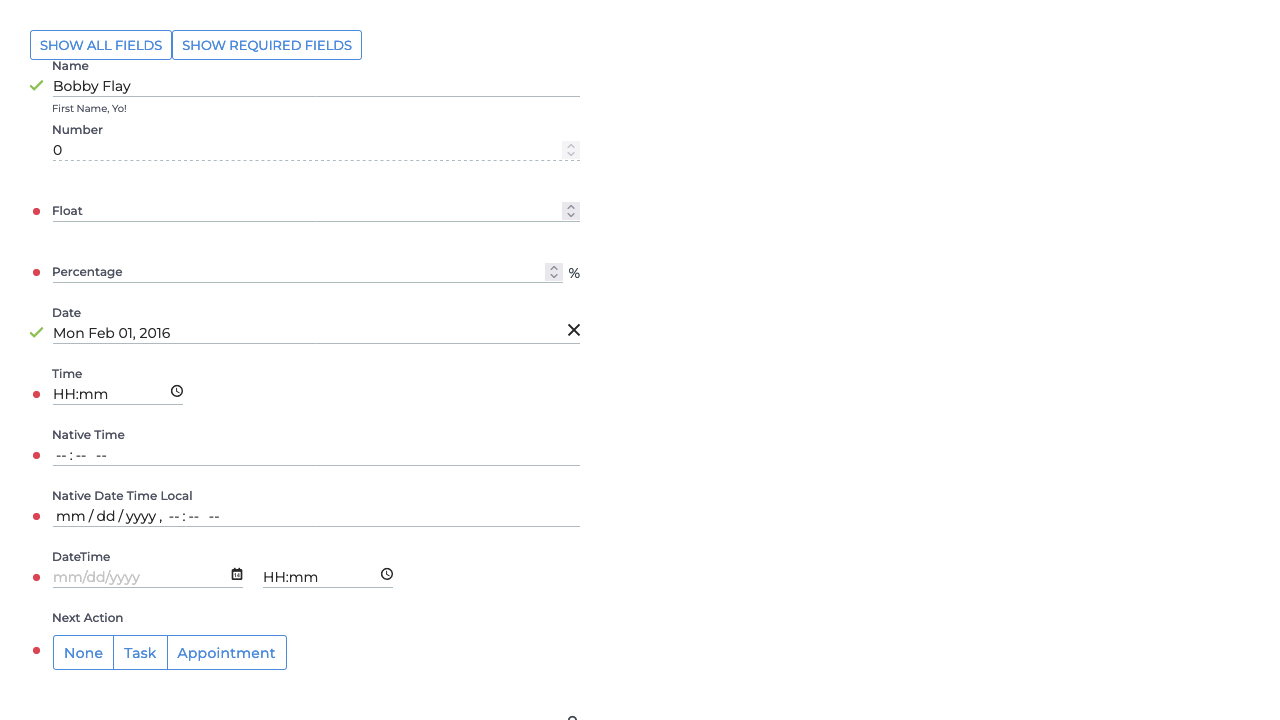 SHOW ALL FIELDS SHOW REQUIRED FIELDS
Name
Bobby Flay
First Name, Yo!
Number
0
Float
Percentage
%
Date
Mon Feb 01, 2016
Time
HH:mm
Native Time
--:-- --
Native Date Time Local
mm/dd/yyyy, --:-- --
DateTime
mm/dd/yyyy HH:mm
Next Action
None Task Appointment